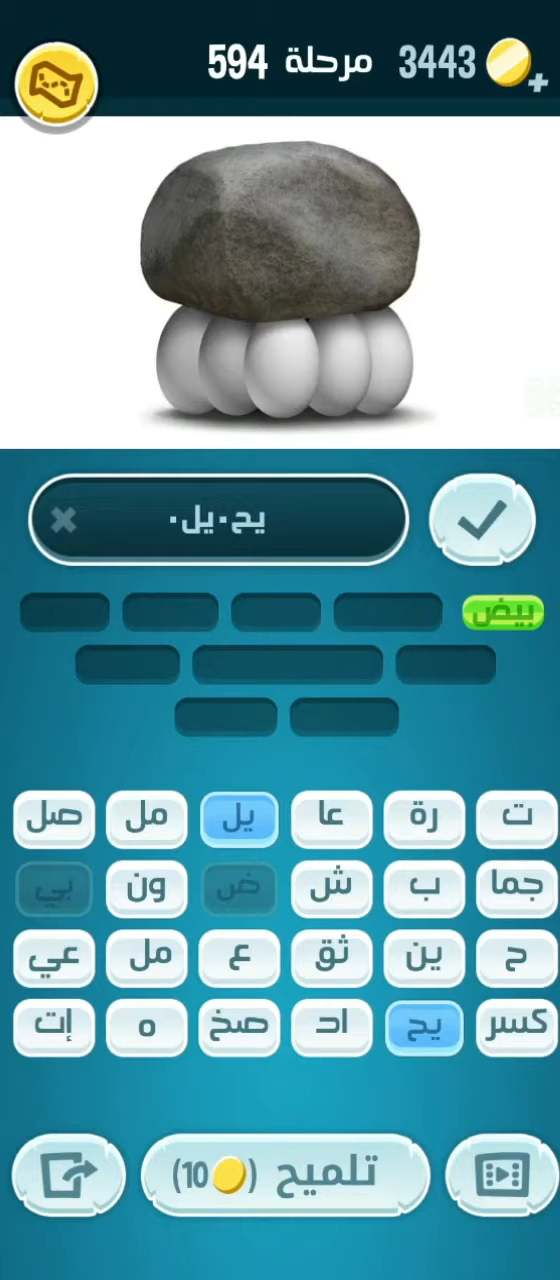 3443 مرحلة 594
يح·يل·
بيض
ت رة عا يل مل صل
جما ب ش ض ون بي
ح ين ثق ع مل عي
كسر يح اد صخ ه إت
تلميح (10)